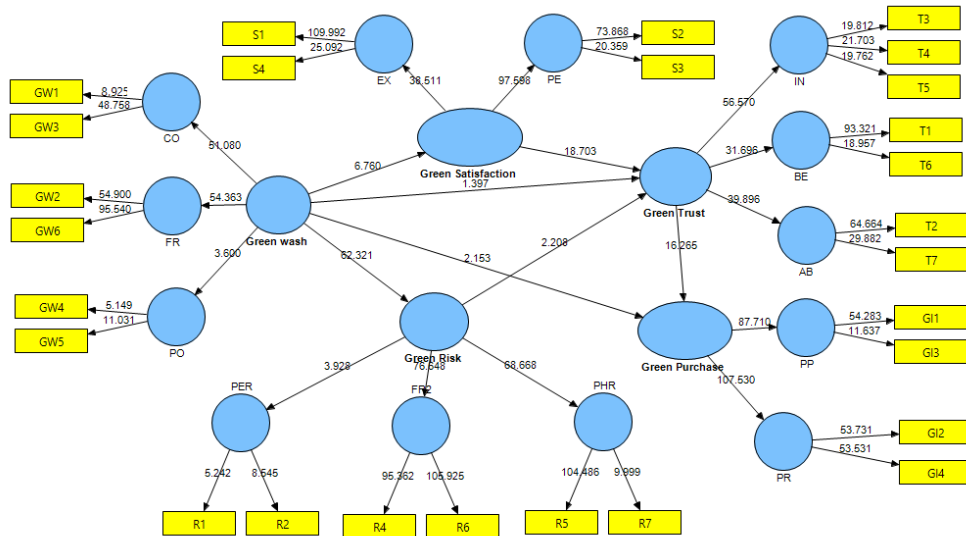 S1
109.992
25.092
S4
EX
38.511
PE
73.868
20.359
S2
S3
97.598
19.812
21.703
19.762
T3
T4
T5
IN
56.570
GW1
8.925
48.758
GW3
CO
51.080
Green Satisfaction
6.760
18.703
1.397
93.321
18.957
T1
T6
BE
31.696
GW2
54.900
95.540
GW6
FR
54.363
Green wash
Green Trust
39.896
64.664
29.882
T2
T7
AB
3.600
62.321
2.208
2.153
16.265
GW4
5.149
11.031
GW5
PO
Green Risk
Green Purchase
87.710
PP
54.283
11.637
GI1
GI3
3.928
76.648
68.668
107.530
PER
FR2
PHR
53.731
53.531
GI2
GI4
PR
5.242
8.645
95.362
105.925
104.486
9.999
R1
R2
R4
R6
R5
R7